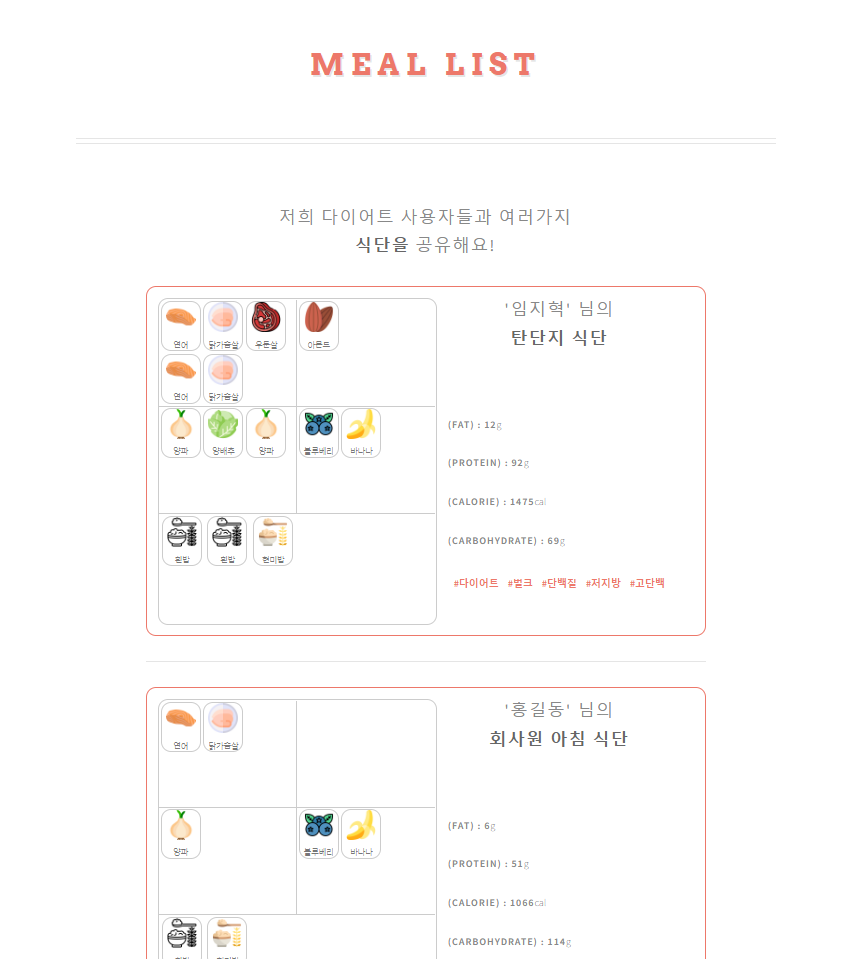 MEAL LIST
저희 다이어트 사용자들과 여러가지
식단을 공유해요!
'임지혁' 님의
탄단지 식단
연어 닭가슴살 우둔살 아몬드
연어 닭가슴살
양파 양배추 양파 블루베리 바나나
흰밥 흰밥 현미밥
(FAT) : 12g
(PROTEIN) : 92g
(CALORIE) : 1475cal
(CARBOHYDRATE) : 69g
#다이어트 #벌크 #단백질 #저지방 #고단백
'홍길동' 님의
회사원 아침 식단
연어 닭가슴살
양파 블루베리 바나나
(FAT) : 6g
(PROTEIN) : 51g
(CALORIE) : 1066cal
(CARBOHYDRATE) : 114g